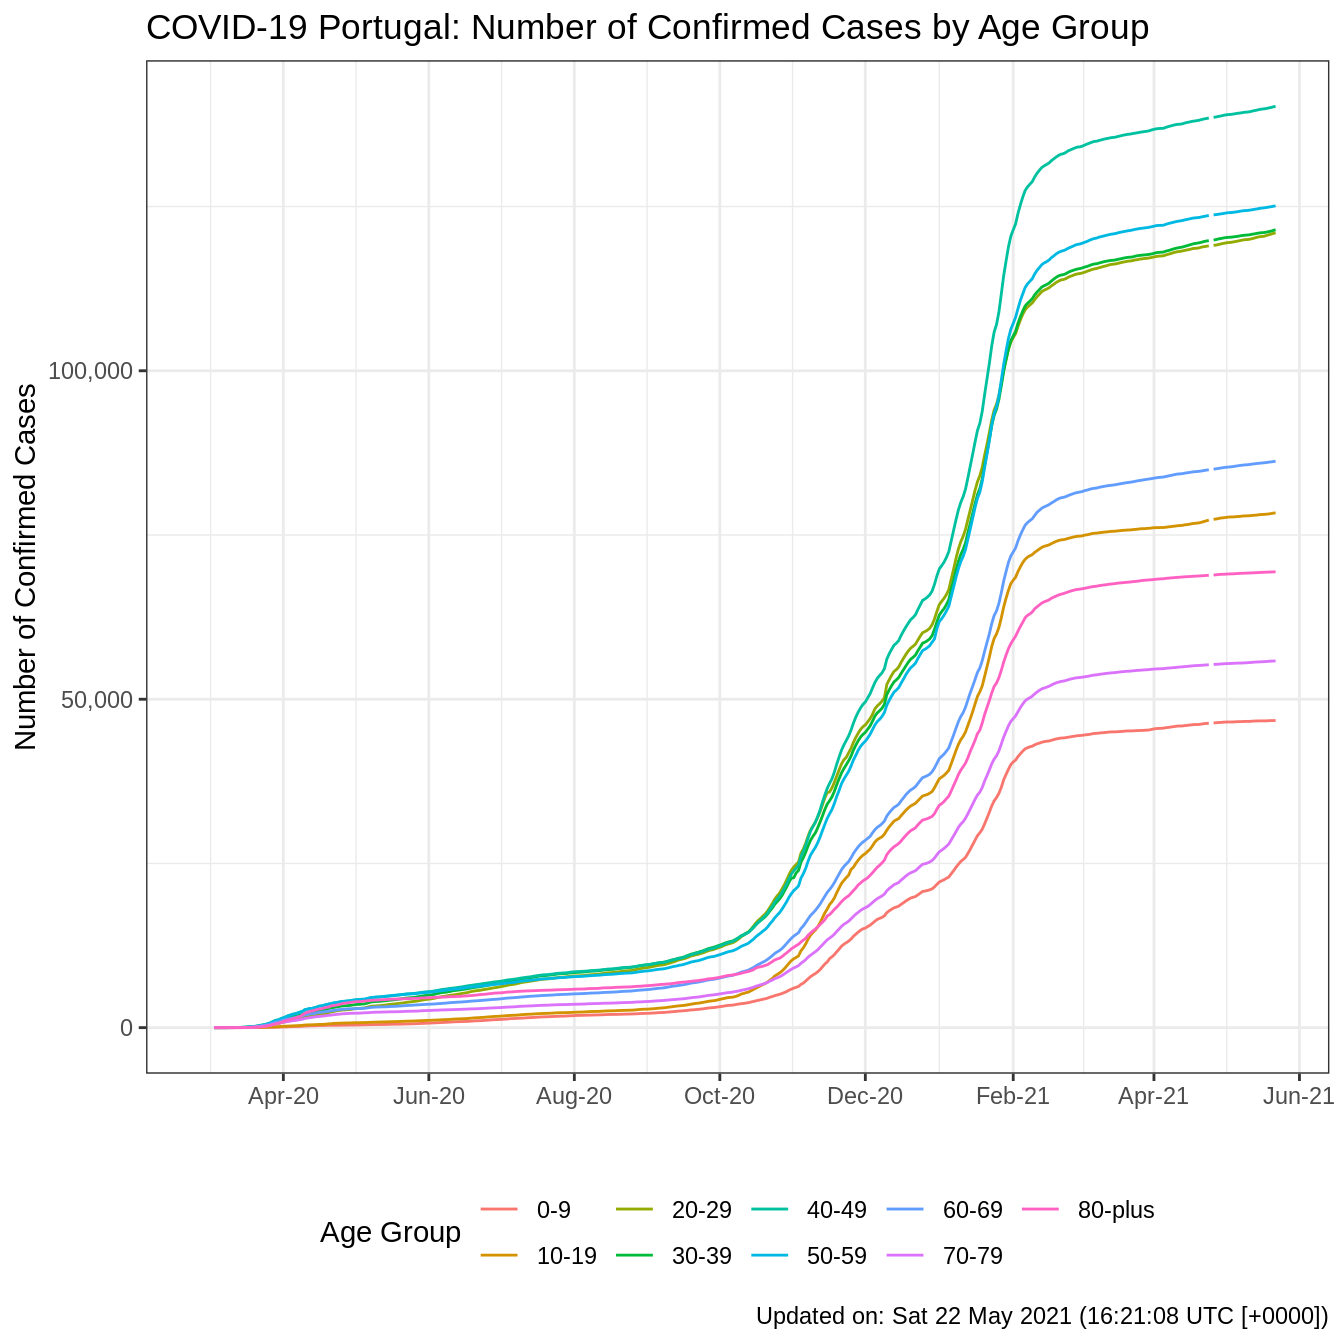 COVID-19 Portugal: Number of Confirmed Cases by Age Group
Number of Confirmed Cases
100,000
50,000
0
Apr-20 Jun-20 Aug-20 Oct-20 Dec-20 Feb-21 Apr-21 Jun-21
Age Group
0-9 20-29 40-49 60-69 80-plus
10-19 30-39 50-59 70-79
Updated on: Sat 22 May 2021 (16:21:08 UTC [+0000])